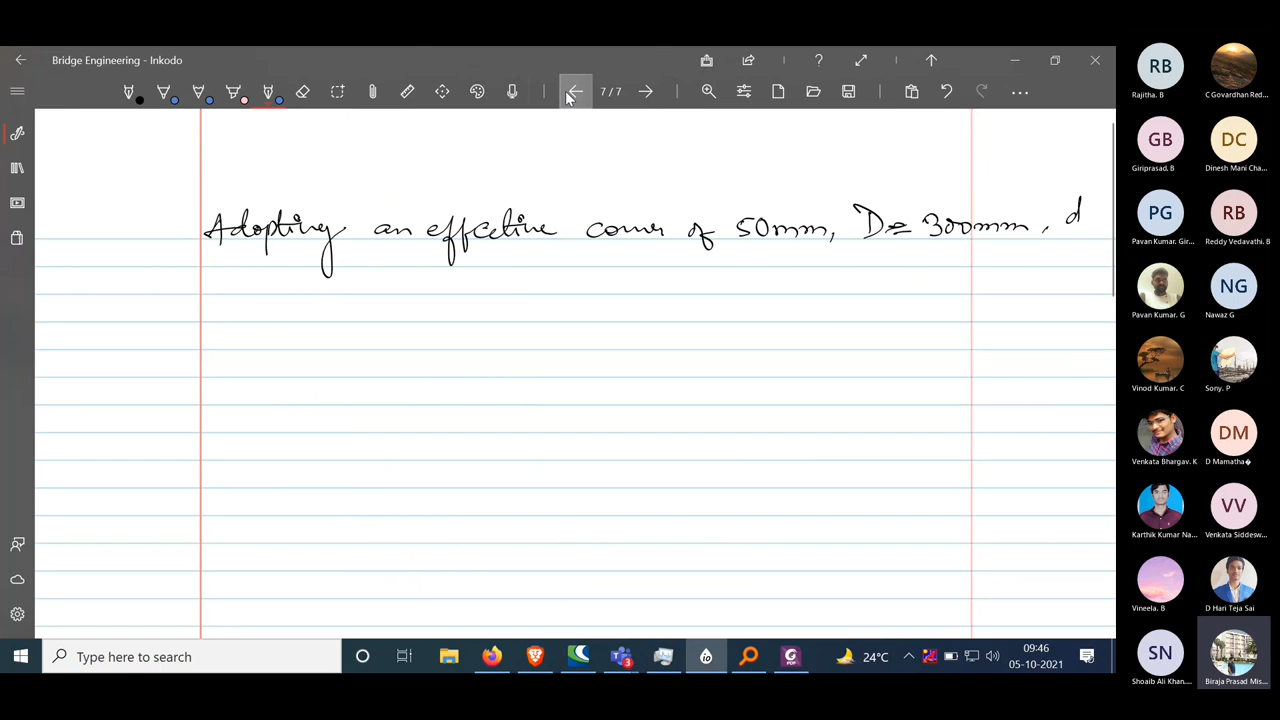 Bridge Engineering - Inkodo
7/7
Adopting an effective cover of 50mm, D = 300mm, d
RB
Rajitha. B
C Govardhan Red...
GB
Giriprasad, B
DC
Dinesh Mani Cha...
PG
Pavan Kumar. Gir...
RB
Reddy Vedavathi. B
Pavan Kumar. G
NG
Nawaz G
Vinod Kumar. C
Sony. P
Venkata Bhargav. K
DM
D Mamatha�
Karthik Kumar Na...
VV
Venkata Siddesw...
Vineela. B
D Hari Teja Sai
SN
Shoaib Ali Khan....
Biraja Prasad Mis...
Type here to search
3
24°C
09:46
05-10-2021